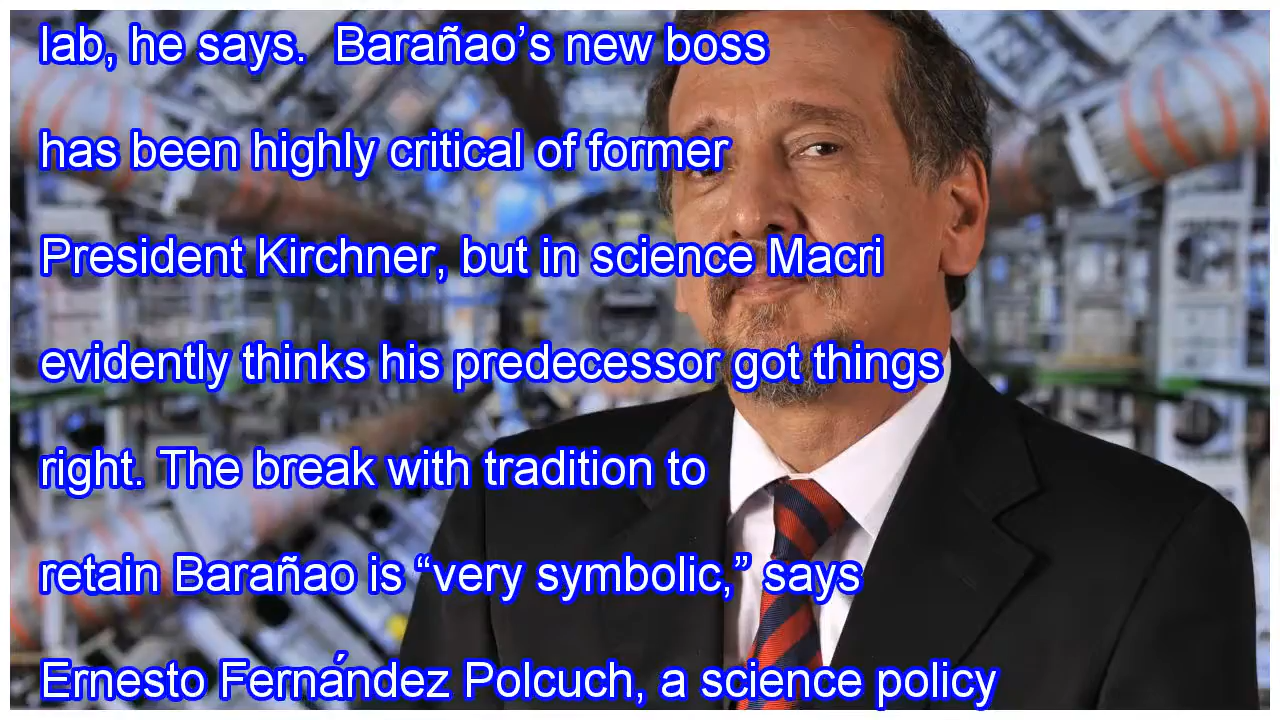 lab, he says.  Barañao’s new boss
has been highly critical of former
President Kirchner, but in science Macri
evidently thinks his predecessor got things
right. The break with tradition to
retain Barañao is “very symbolic,” says
Ernesto Fernández Polcuch, a science policy